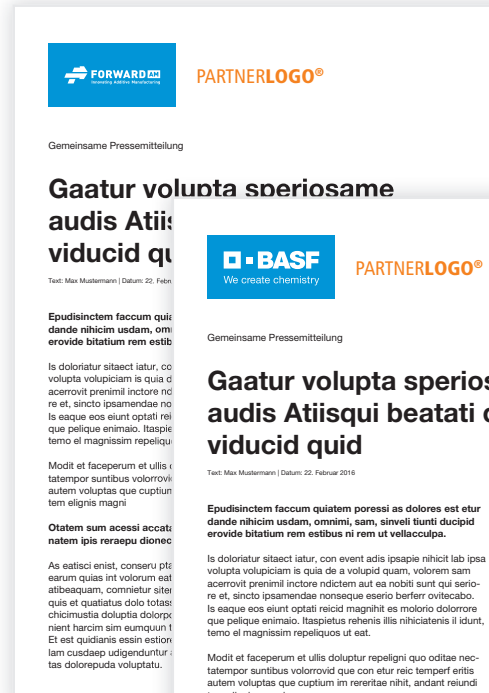 FORWARD AM
Innovating Additive Manufacturing
PARTNERLOGO®
Gemeinsame Pressemitteilung
Gaatur volupta speriosame
audis Atiis
viducid qu
Text: Max Mustermann | Datum: 22. Febru
Epudisinctem faccum quia
dande nihicim usdam, omn
erovide bitatium rem estib
Is doloriatur sitaect iatur, co
volupta volupiciam is quia d
acerrovit prenimil inctore nd
re et, sincto ipsamendae no
Is eaque eos eiunt optati rei
que pelique enimaio. Itaspie
temo el magnissim repeliqu
Modit et faceperum et ullis d
tatempor suntibus volorrovi
autem voluptas que cuptium
tem elignis magni
Otatem sum acessi accata
natem ipis reraepu dionec
As eatisci enist, conseru pta
earum quias int volorum eat
atibeaquam, comnietur siter
quis et quatiatus dolo totass
chicimustia doluptia dolorpo
nient harcim sim eumquun t
Et est quidianis essin estiore
lam cusdaep udigenduntur a
tas dolorepuda voluptatu.
BASF
We create chemistry
PARTNERLOGO®
Gemeinsame Pressemitteilung
Gaatur volupta sperios
audis Atiisqui beatati
viducid quid
Text: Max Mustermann | Datum: 22. Februar 2016
Epudisinctem faccum quiatem poressi as dolores est etur
dande nihicim usdam, omnimi, sam, sinveli tiunti ducipid
erovide bitatium rem estibus ni rem ut vellacculpa.
Is doloriatur sitaect iatur, con event adis ipsapie nihicit lab ipsa
volupta volupiciam is quia de a volupid quam, volorem sam
acerrovit prenimil inctore ndictem aut ea nobiti sunt qui serio-
re et, sincto ipsamendae nonseque eserio berferr ovitecabo.
Is eaque eos eiunt optati reicid magnihit es molorio dolorrore
que pelique enimaio. Itaspietus rehenis illis nihiciatenis il idunt,
temo el magnissim repeliquos ut eat.
Modit et faceperum et ullis doluptur repeligni quo oditae nec-
tatempor suntibus volorrovid que con etur reic temperf eritis
autem voluptas que cuptium im rereritae nihit, andant reiundi